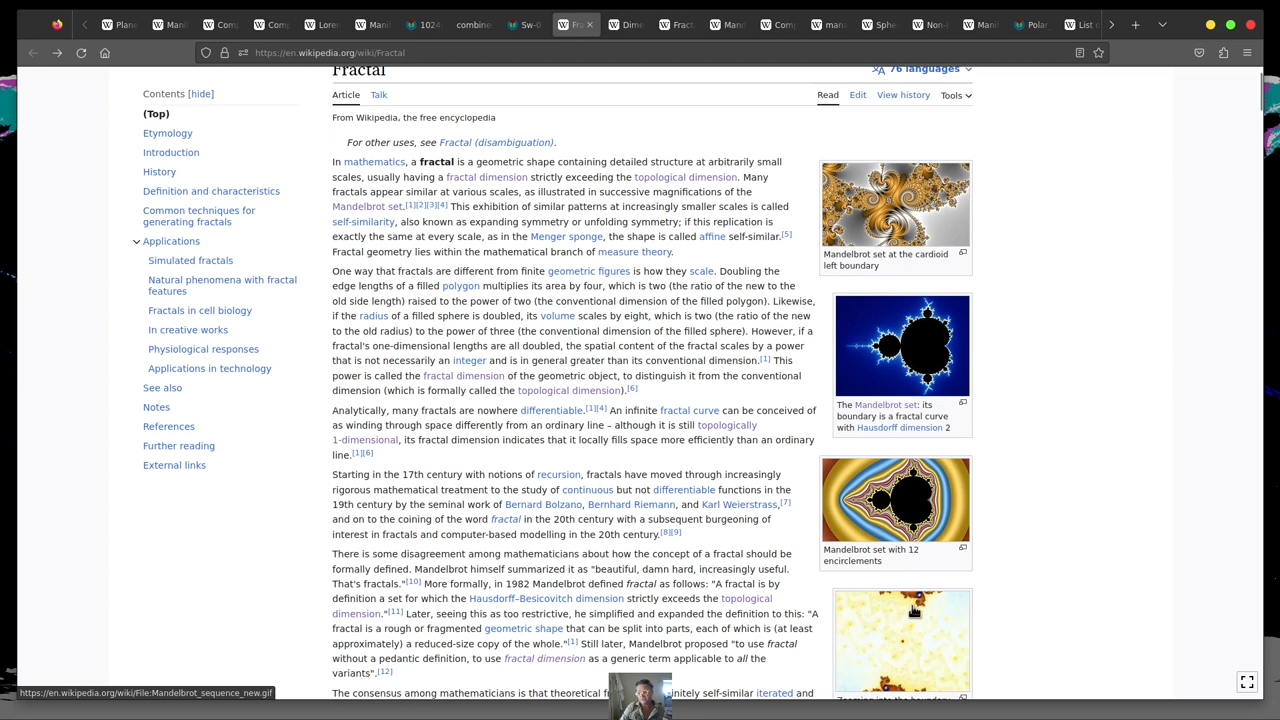 Plane
Mani
Com
Com
Loren
Mani
1024
combine
Sw-0
Fra
Dime
Fract
Mand
Comp
man
Sphe
Non-
Mani
Polar
List o
https://en.wikipedia.org/wiki/Fractal
Fractal
76 languages
Contents [hide]
(Top)
Etymology
Introduction
History
Definition and characteristics
Common techniques for
generating fractals
Applications
Simulated fractals
Natural phenomena with fractal
features
Fractals in cell biology
In creative works
Physiological responses
Applications in technology
See also
Notes
References
Further reading
External links
Article Talk
Read Edit View history Tools
From Wikipedia, the free encyclopedia
For other uses, see Fractal (disambiguation).
In mathematics, a fractal is a geometric shape containing detailed structure at arbitrarily small
scales, usually having a fractal dimension strictly exceeding the topological dimension. Many
fractals appear similar at various scales, as illustrated in successive magnifications of the
Mandelbrot set.[1][2][3][4] This exhibition of similar patterns at increasingly smaller scales is called
self-similarity, also known as expanding symmetry or unfolding symmetry; if this replication is
exactly the same at every scale, as in the Menger sponge, the shape is called affine self-similar.[5]
Fractal geometry lies within the mathematical branch of measure theory.
One way that fractals are different from finite geometric figures is how they scale. Doubling the
edge lengths of a filled polygon multiplies its area by four, which is two (the ratio of the new to the
old side length) raised to the power of two (the conventional dimension of the filled polygon). Likewise,
if the radius of a filled sphere is doubled, its volume scales by eight, which is two (the ratio of the new
to the old radius) to the power of three (the conventional dimension of the filled sphere). However, if a
fractal's one-dimensional lengths are all doubled, the spatial content of the fractal scales by a power
that is not necessarily an integer and is in general greater than its conventional dimension.[1] This
power is called the fractal dimension of the geometric object, to distinguish it from the conventional
dimension (which is formally called the topological dimension).[6]
Analytically, many fractals are nowhere differentiable.[1][4] An infinite fractal curve can be conceived of
as winding through space differently from an ordinary line – although it is still topologically
1-dimensional, its fractal dimension indicates that it locally fills space more efficiently than an ordinary
line.[1][6]
Starting in the 17th century with notions of recursion, fractals have moved through increasingly
rigorous mathematical treatment to the study of continuous but not differentiable functions in the
19th century by the seminal work of Bernard Bolzano, Bernhard Riemann, and Karl Weierstrass,[7]
and on to the coining of the word fractal in the 20th century with a subsequent burgeoning of
interest in fractals and computer-based modelling in the 20th century.[8][9]
There is some disagreement among mathematicians about how the concept of a fractal should be
formally defined. Mandelbrot himself summarized it as "beautiful, damn hard, increasingly useful.
That's fractals."[10] More formally, in 1982 Mandelbrot defined fractal as follows: "A fractal is by
definition a set for which the Hausdorff–Besicovitch dimension strictly exceeds the topological
dimension."[11] Later, seeing this as too restrictive, he simplified and expanded the definition to this: "A
fractal is a rough or fragmented geometric shape that can be split into parts, each of which is (at least
approximately) a reduced-size copy of the whole."[1] Still later, Mandelbrot proposed "to use fractal
without a pedantic definition, to use fractal dimension as a generic term applicable to all the
variants".[12]
The consensus among mathematicians is that theoretical fr nitely self-similar iterated and
Mandelbrot set at the cardioid
left boundary
The Mandelbrot set: its
boundary is a fractal curve
with Hausdorff dimension 2
Mandelbrot set with 12
encirclements
https://en.wikipedia.org/wiki/File:Mandelbrot_sequence_new.gif